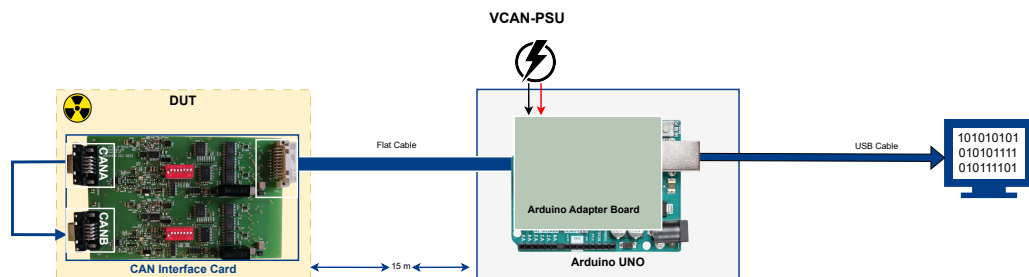 VCAN-PSU
DUT
CANA
CANB
CAN Interface Card
Flat Cable
15 m
Arduino Adapter Board
Arduino UNO
USB Cable
101010101
010101111
010111101